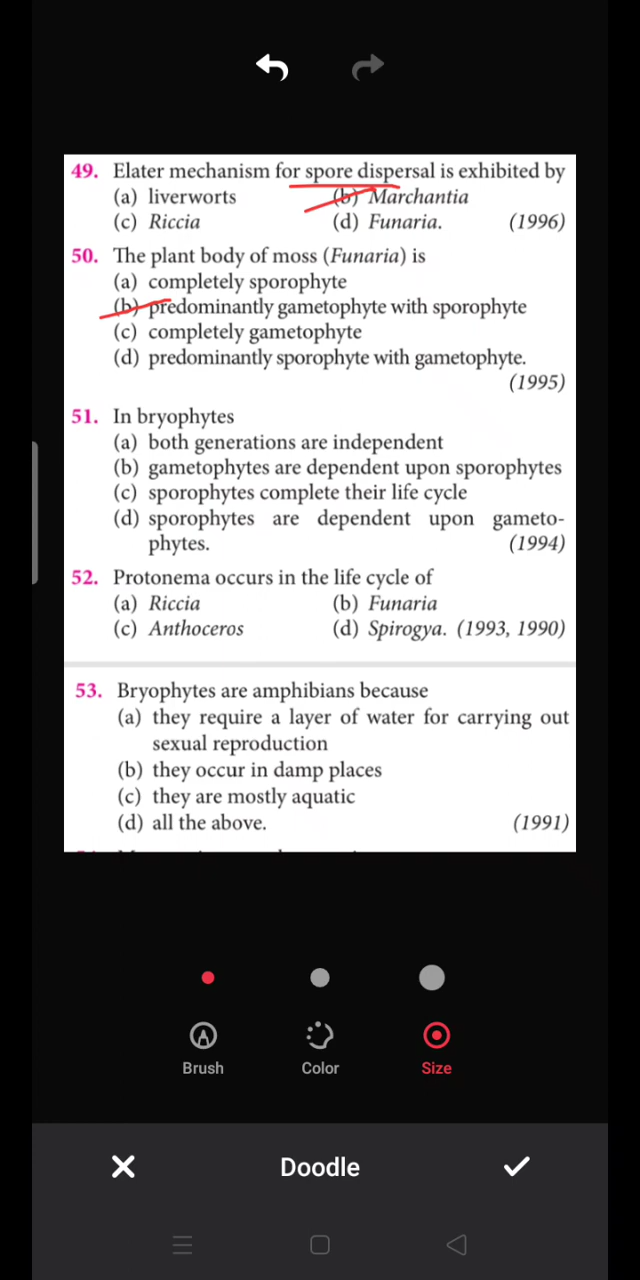 49. Elater mechanism for spore dispersal is exhibited by
(a) liverworts (b) Marchantia
(c) Riccia (d) Funaria. (1996)
50. The plant body of moss (Funaria) is
(a) completely sporophyte
(b) predominantly gametophyte with sporophyte
(c) completely gametophyte
(d) predominantly sporophyte with gametophyte.
(1995)
51. In bryophytes
(a) both generations are independent
(b) gametophytes are dependent upon sporophytes
(c) sporophytes complete their life cycle
(d) sporophytes are dependent upon gameto-
phytes. (1994)
52. Protonema occurs in the life cycle of
(a) Riccia (b) Funaria
(c) Anthoceros (d) Spirogya. (1993, 1990)
53. Bryophytes are amphibians because
(a) they require a layer of water for carrying out
sexual reproduction
(b) they occur in damp places
(c) they are mostly aquatic
(d) all the above. (1991)
Brush Color Size
Doodle